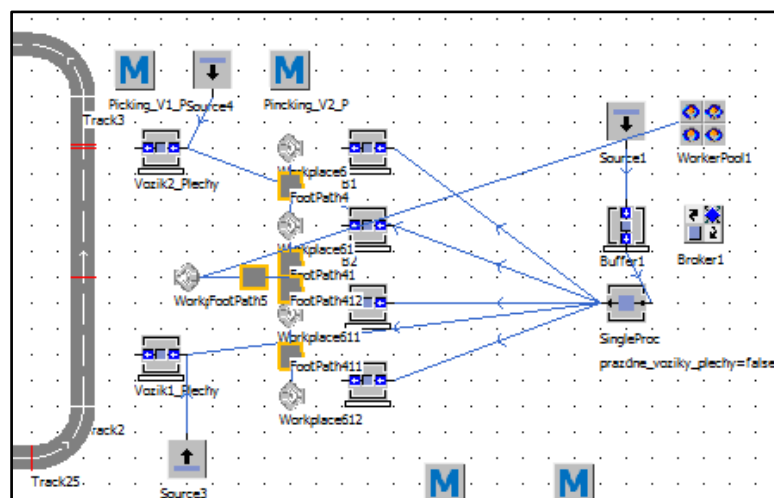 M
M
Picking_V1_P
Source4
Pincking_V2_P
Track3
Source1
WorkerPool1
Vozik2_Plechy
Workplace6
B1
FootPath4
Workplace61
B2
Buffer1
Broker1
FootPath41
FootPath5
FootPath412
SingleProc
Workplace611
prazdne_voziky_plechy=false
FootPath411
Vozik1_Plechy
Workplace612
rack2
Track25
Source3
M
M